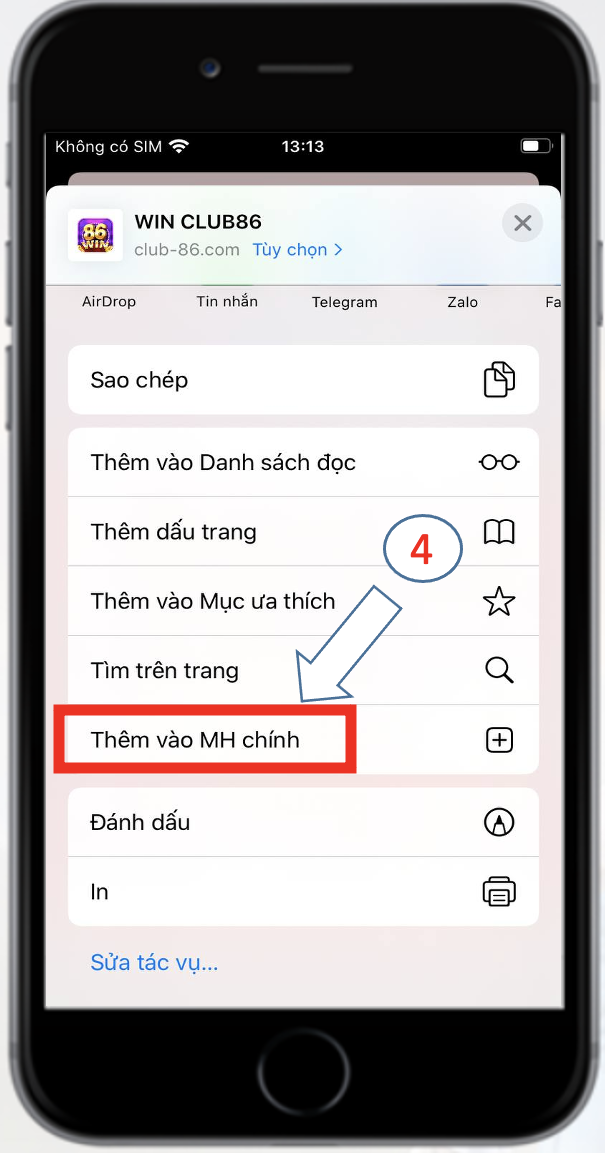 Không có SIM 13:13
86
WIN
WIN CLUB86
club-86.com Tùy chọn >
AirDrop Tin nhắn Telegram Zalo Fa
Sao chép
Thêm vào Danh sách đọc
Thêm dấu trang
4
Thêm vào Mục ưa thích
Tìm trên trang
Thêm vào MH chính
Đánh dấu
In
Sửa tác vụ...